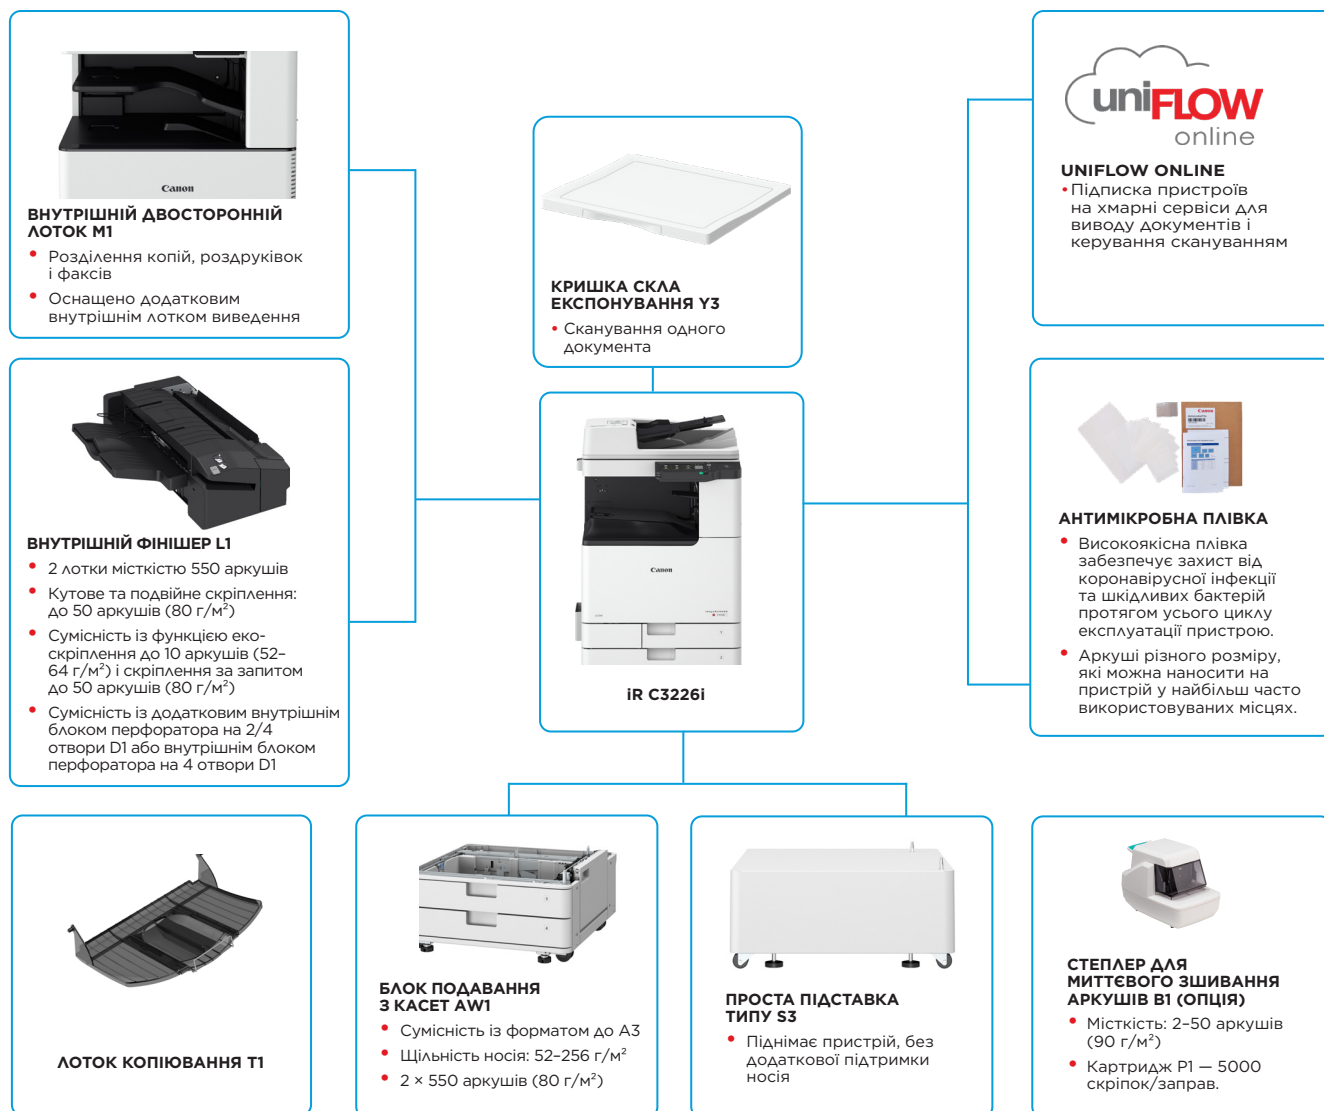 Canon
ВНУТРІШНІЙ ДВОСТОРОННІЙ
ЛОТОК M1
• Розділення копій, роздруківок
і факсів
• Оснащено додатковим
внутрішнім лотком виведення
КРИШКА СКЛА
ЕКСПОНУВАННЯ Y3
• Сканування одного
документа
uniFLOW
online
UNIFLOW ONLINE
• Підписка пристроїв
на хмарні сервіси для
виводу документів і
керування скануванням
ВНУТРІШНІЙ ФІНІШЕР L1
• 2 лотки місткістю 550 аркушів
• Кутове та подвійне скріплення:
до 50 аркушів (80 г/м²)
• Сумісність із функцією еко-
скріплення до 10 аркушів (52–
64 г/м²) і скріплення за запитом
до 50 аркушів (80 г/м²)
• Сумісність із додатковим внутрішнім
блоком перфоратора на 2/4
отвори D1 або внутрішнім блоком
перфоратора на 4 отвори D1
Canon
iR C3226i
Canon
АНТИМІКРОБНА ПЛІВКА
• Високоякісна плівка
забезпечує захист від
коронавірусної інфекції
та шкідливих бактерій
протягом усього циклу
експлуатації пристрою.
• Аркуші різного розміру,
які можна наносити на
пристрій у найбільш часто
використовуваних місцях.
ЛОТОК КОПІЮВАННЯ T1
БЛОК ПОДАВАННЯ
З КАСЕТ AW1
• Сумісність із форматом до A3
• Щільність носія: 52–256 г/м²
• 2 × 550 аркушів (80 г/м²)
ПРОСТА ПІДСТАВКА
ТИПУ S3
• Піднімає пристрій, без
додаткової підтримки
носія
СТЕПЛЕР ДЛЯ
МИТТЄВОГО ЗШИВАННЯ
АРКУШІВ B1 (ОПЦІЯ)
• Місткість: 2–50 аркушів
(90 г/м²)
• Картридж P1 — 5000
скріпок/заправ.